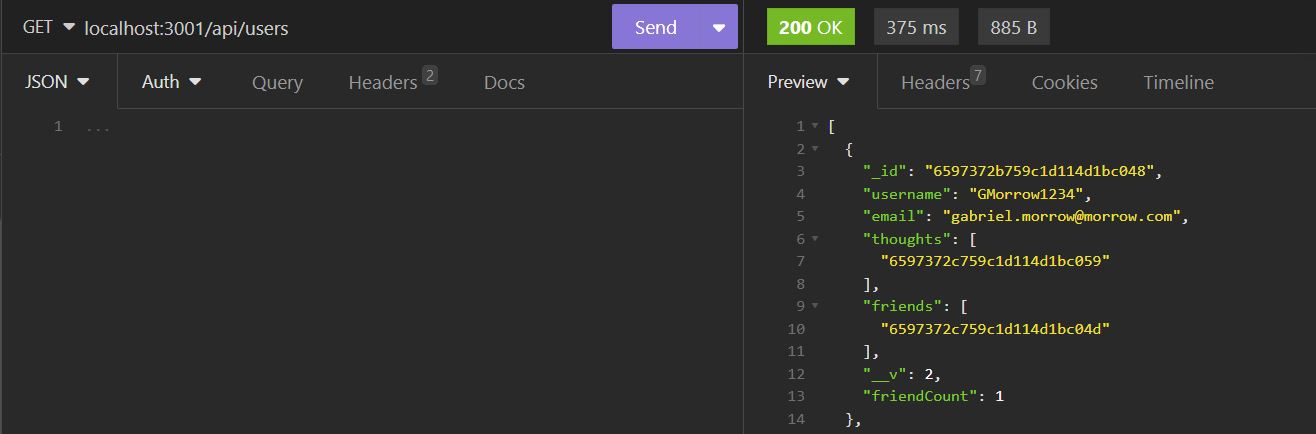 GET localhost:3001/api/users Send 200 OK 375 ms 885 B
JSON Auth Query Headers 2 Docs Preview Headers 7 Cookies Timeline
1 ...
1 [
2 {
3 "_id": "6597372b759c1d114d1bc048",
4 "username": "GMorrow1234",
5 "email": "gabriel.morrow@morrow.com",
6 "thoughts": [
7 "6597372c759c1d114d1bc059"
8 ],
9 "friends": [
10 "6597372c759c1d114d1bc04d"
11 ],
12 "__v": 2,
13 "friendCount": 1
14 },